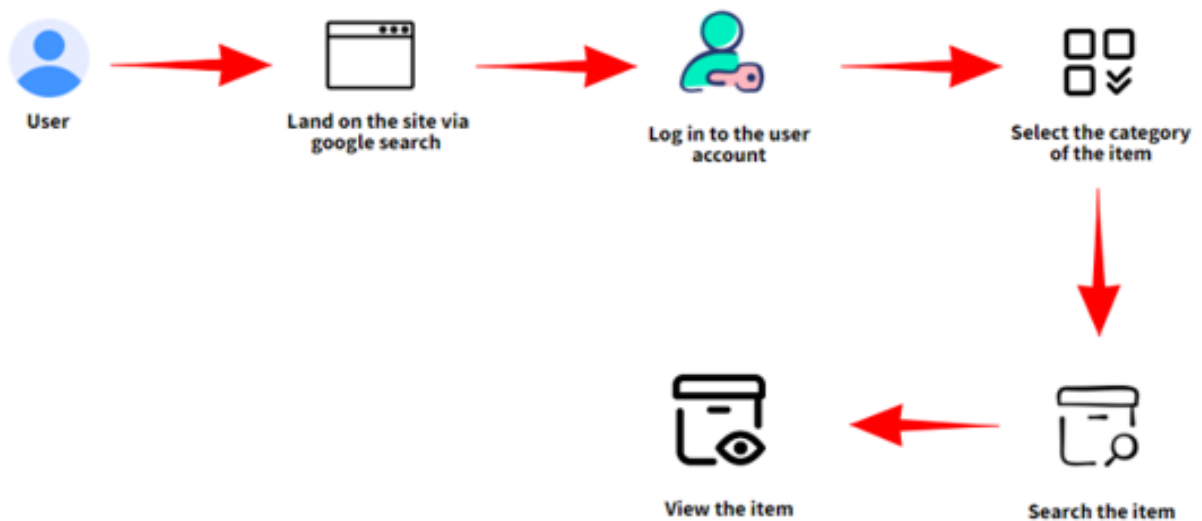 User
Land on the site via
google search
Log in to the user
account
Select the category
of the item
Search the item
View the item